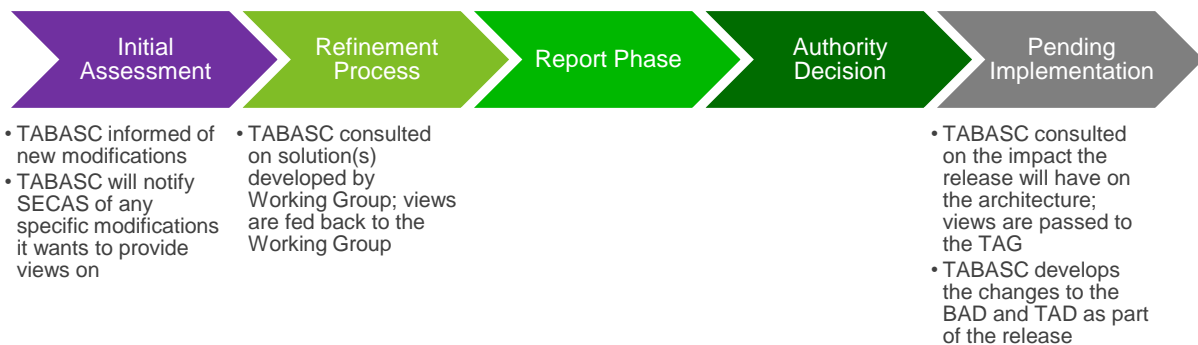 Initial
Assessment
Refinement
Process
Report Phase
Authority
Decision
Pending
Implementation
• TABASC informed of
new modifications
• TABASC will notify
SECAS of any
specific modifications
it wants to provide
views on
• TABASC consulted
on solution(s)
developed by
Working Group; views
are fed back to the
Working Group
• TABASC consulted
on the impact the
release will have on
the architecture;
views are passed to
the TAG
• TABASC develops
the changes to the
BAD and TAD as part
of the release